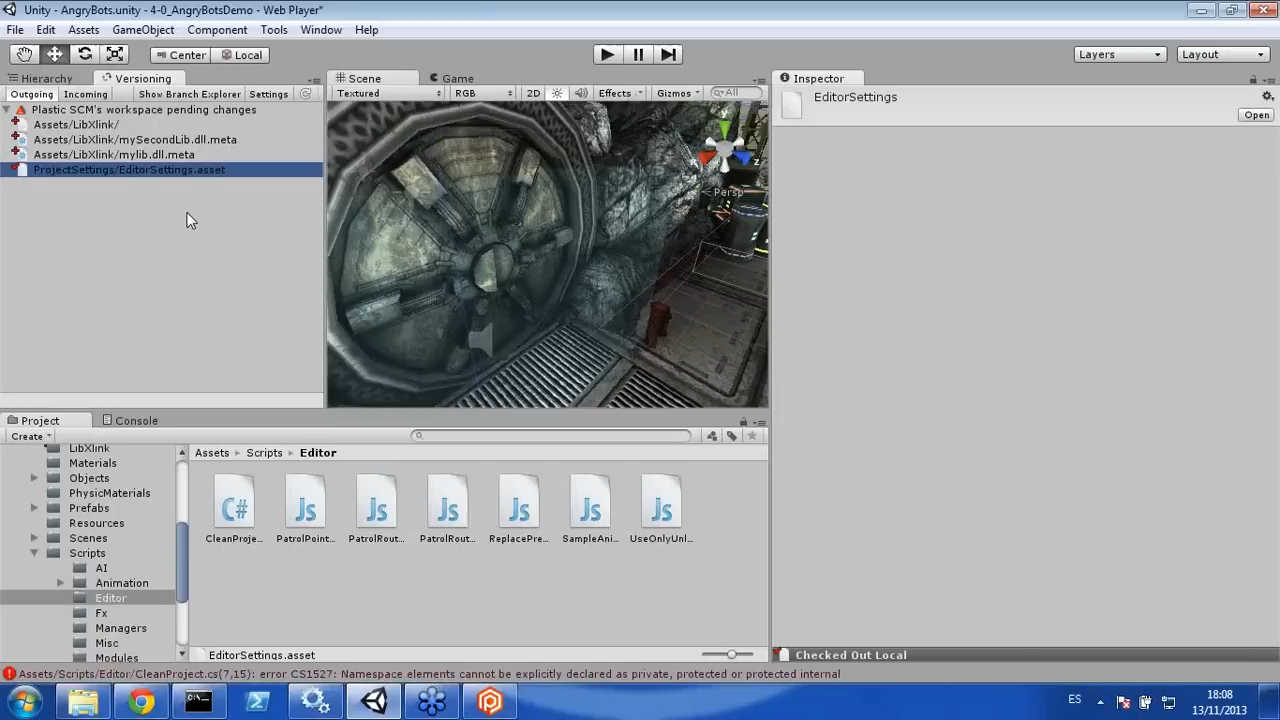 Unity - AngryBots.unity - 4-0_AngryBotsDemo - Web Player*
File Edit Assets GameObject Component Tools Window Help
Center Local Layers Layout
Hierarchy Versioning Scene Game Inspector
Outgoing Incoming Show Branch Explorer Settings
Textured RGB 2D Effects Gizmos All
EditorSettings
Open
Plastic SCM's workspace pending changes
Assets/LibXlink/
Assets/LibXlink/mySecondLib.dll.meta
Assets/LibXlink/mylib.dll.meta
ProjectSettings/EditorSettings.asset
y
x
z
Persp
Project Console
Create
Assets Scripts Editor
LibXlink
Materials
Objects
PhysicMaterials
Prefabs
Resources
Scenes
Scripts
AI
Animation
Editor
Fx
Managers
Misc
Modules
C# Js Js Js Js Js Js
CleanProje... PatrolPoint... PatrolRout... PatrolRout... ReplacePre... SampleAni... UseOnlyUnl...
EditorSettings.asset
Checked Out Local
Assets/Scripts/Editor/CleanProject.cs(7,15): error CS1527: Namespace elements cannot be explicitly declared as private, protected or protected internal
ES
18:08
13/11/2013